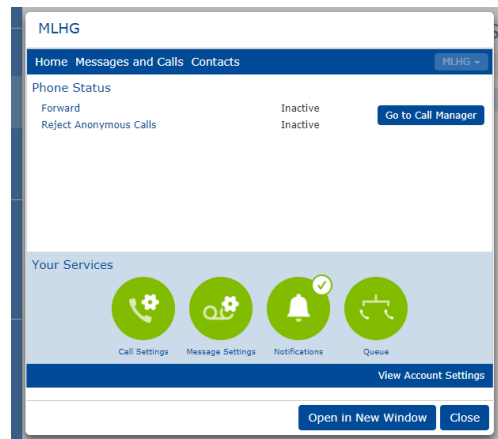 MLHG
Home Messages and Calls Contacts MLHG
Phone Status
Forward Inactive
Reject Anonymous Calls Inactive
Go to Call Manager
Your Services
Call Settings Message Settings Notifications Queue
View Account Settings
Open in New Window Close